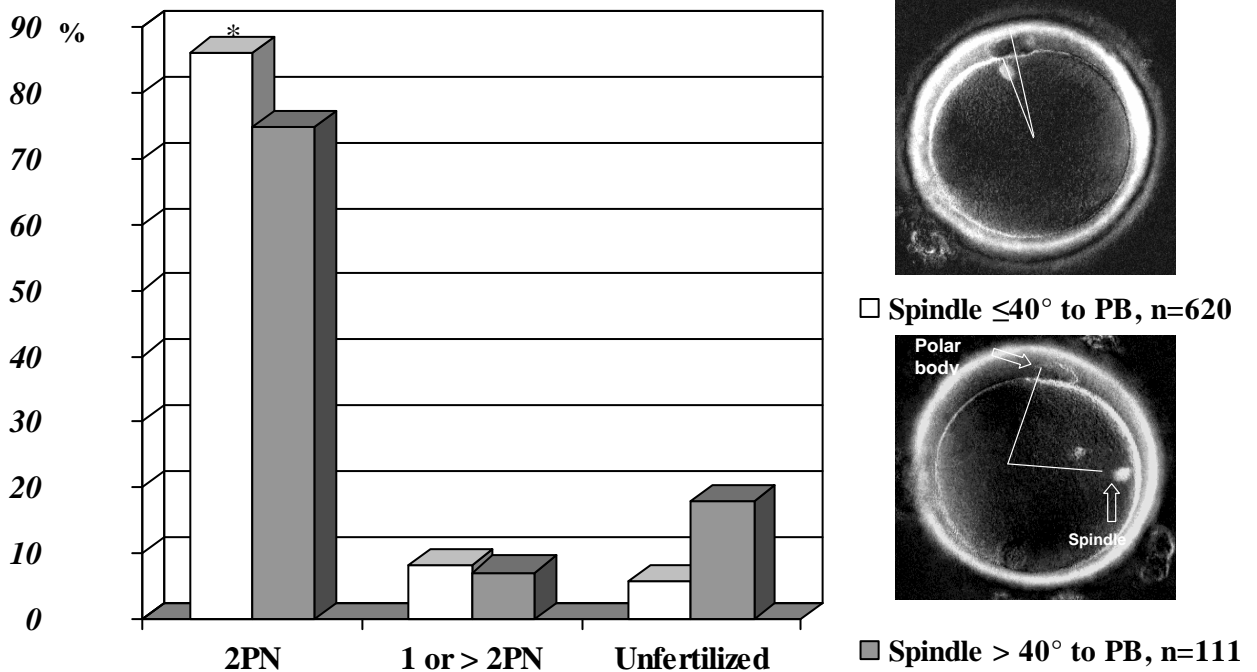 90 %
*
80
70
60
50
40
30
20
10
0
2PN
1 or > 2PN
Unfertilized
Spindle ≤40° to PB, n=620
Polar
body
Spindle
Spindle > 40° to PB, n=111